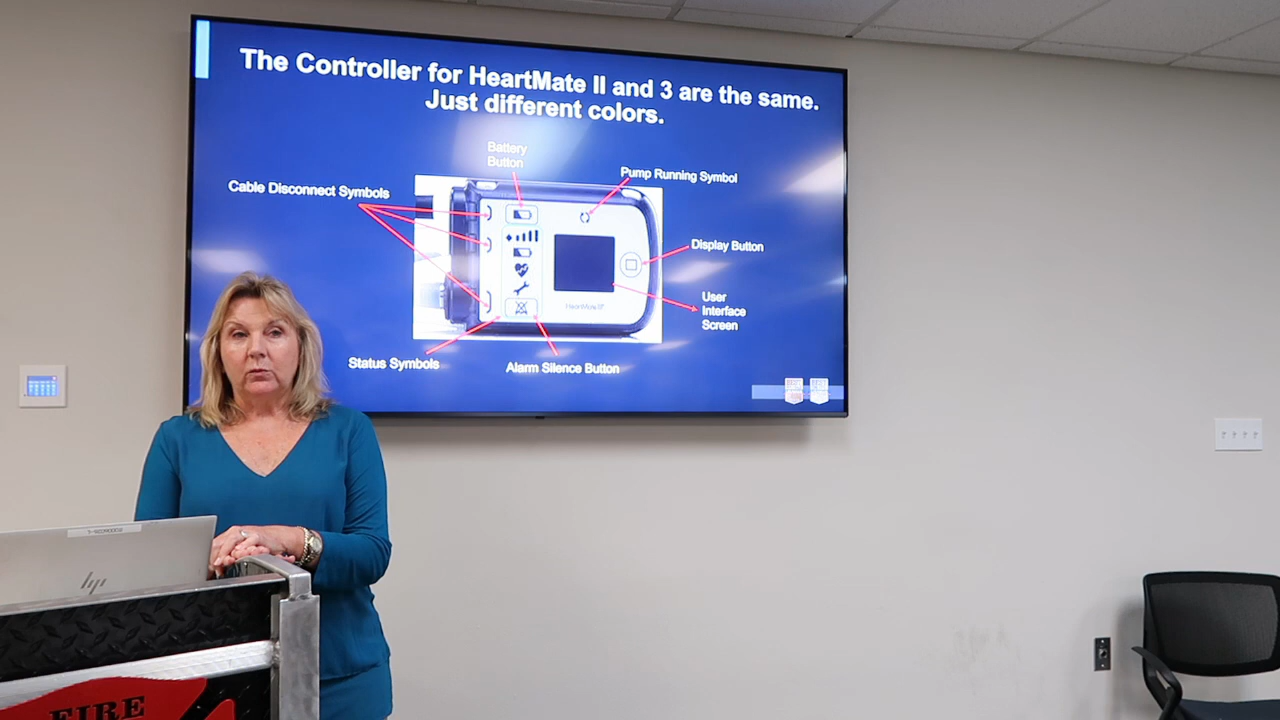 The Controller for HeartMate II and 3 are the same.
Just different colors.
Battery
Button
Pump Running Symbol
Cable Disconnect Symbols
Display Button
User
Interface
Screen
HeartMate II
Status Symbols
Alarm Silence Button
hp
FIRE